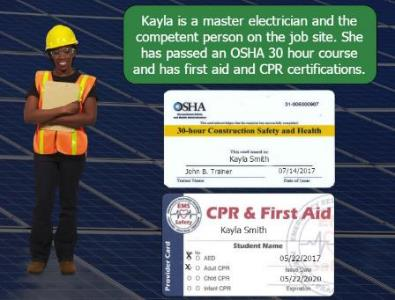 Kayla is a master electrician and the
competent person on the job site. She
has passed an OSHA 30 hour course
and has first aid and CPR certifications.
OSHA
31-006000907
30-hour Construction Safety and Health
This card issued to:
Kayla Smith
John B. Trainer
07/14/2017
Trainer Name
Date of Issue
EMS
Safety
CPR & First Aid
Kayla Smith
Student Name
Provider Card
Yes No
X AED
X Adult CPR
Child CPR
Infant CPR
05/22/2017
Issue Date
05/22/2020
Expiration